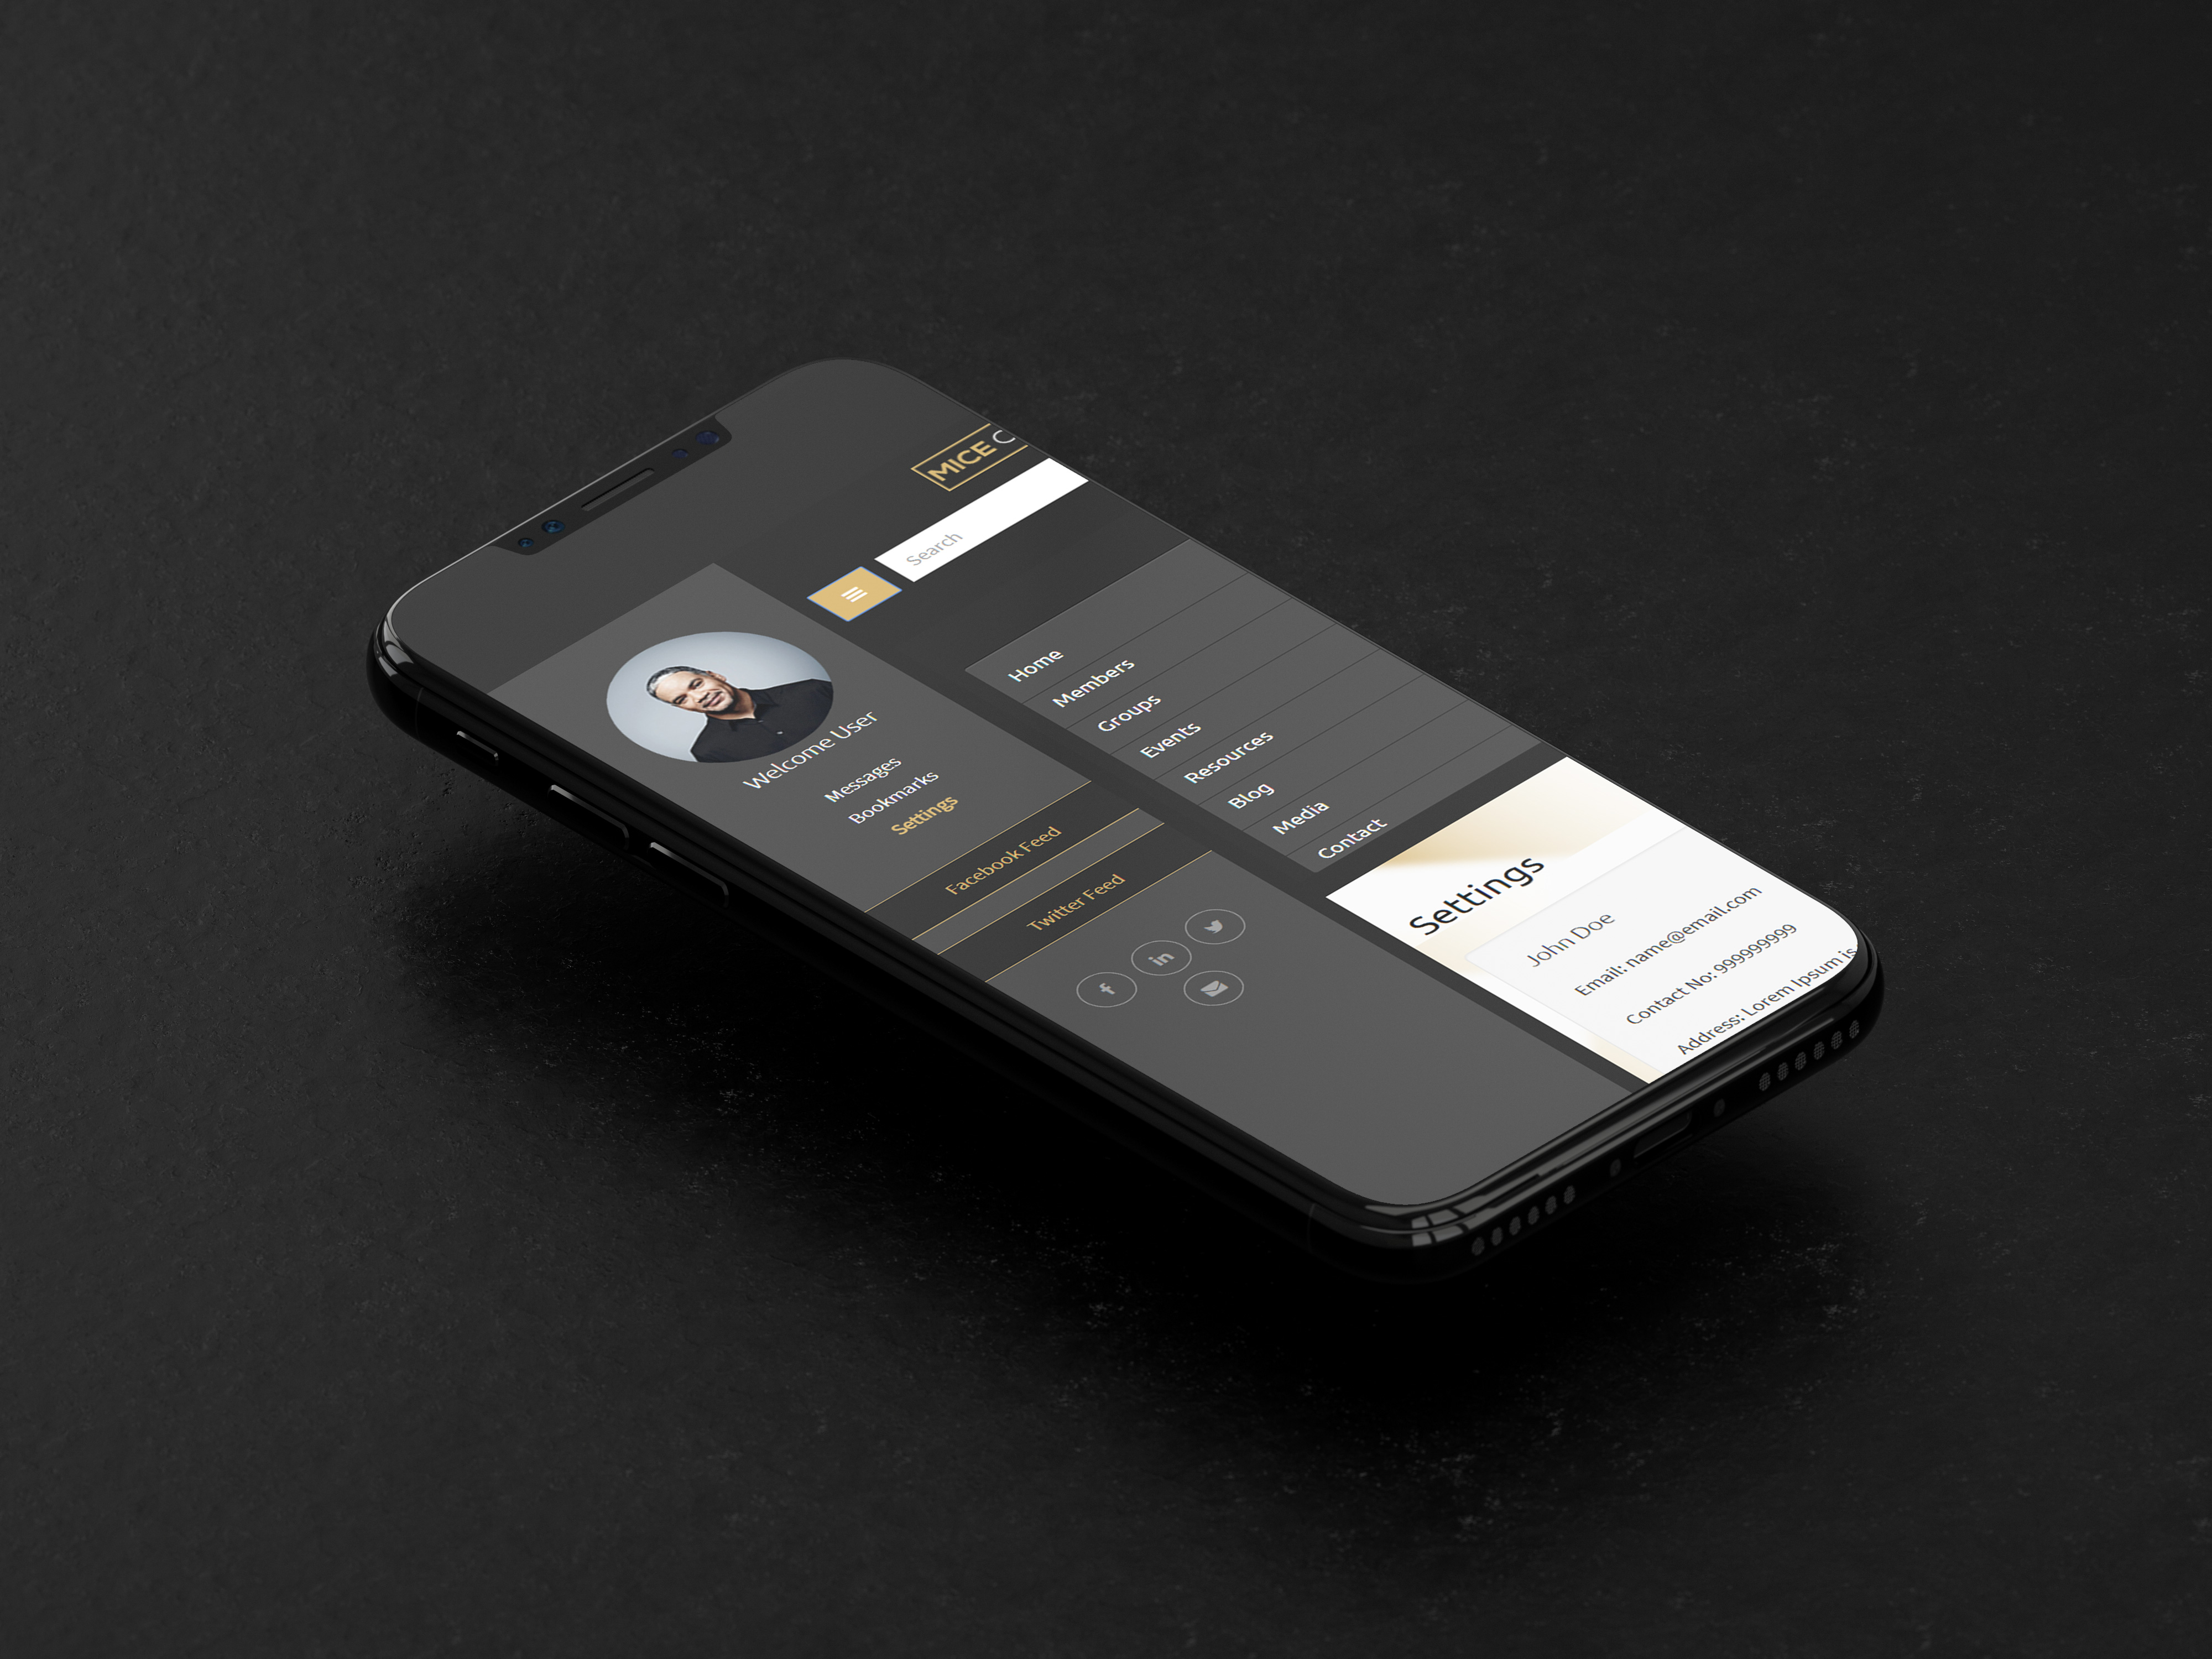 MICE C
Search
Welcome User
Messages
Bookmarks
Settings
Facebook Feed
Twitter Feed
f
in
Home
Members
Groups
Events
Resources
Blog
Media
Contact
Settings
John Doe
Email: name@email.com
Contact No: 999999999
Address: Lorem Ipsum is